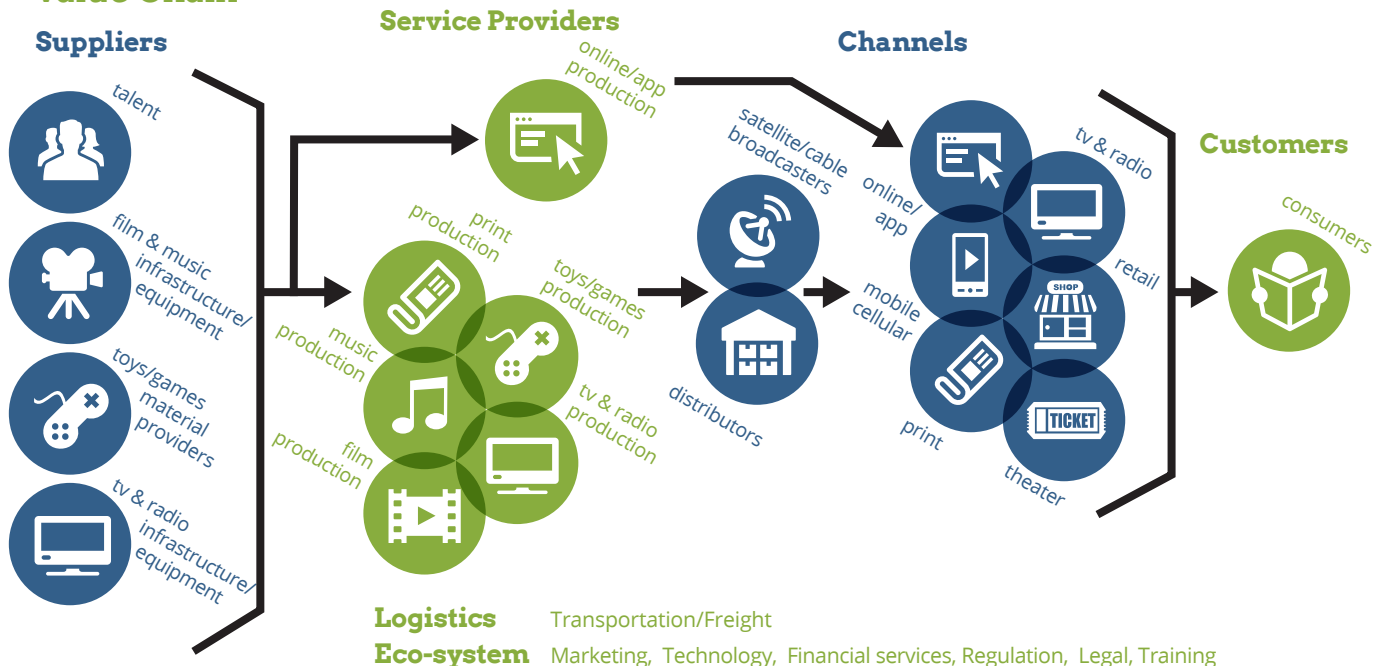 Suppliers
talent
film & music
infrastructure/
equipment
toys/games
material
providers
tv & radio
infrastructure/
equipment
Service Providers
online/app
production
print
production
toys/games
production
music
production
tv & radio
production
film
production
satellite/cable
broadcasters
distributors
Channels
online/
app
tv & radio
mobile
cellular
retail
SHOP
print
TICKET
theater
Customers
consumers
Logistics Transportation/Freight
Eco-system Marketing, Technology, Financial services, Regulation, Legal, Training